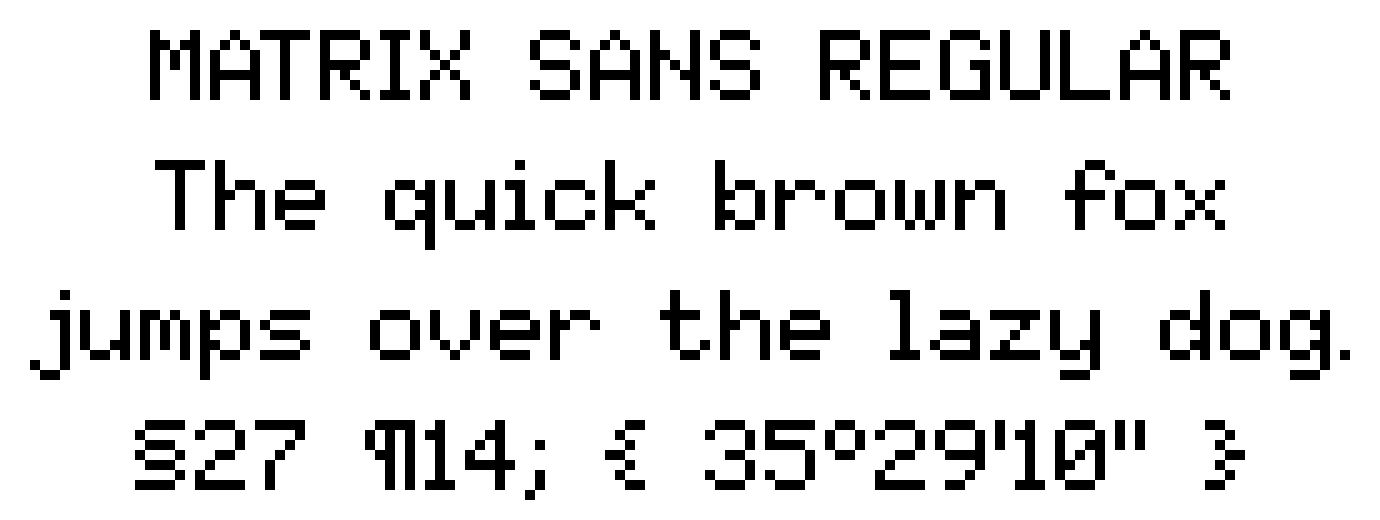 MATRIX SANS REGULAR
The quick brown fox
jumps over the lazy dog.
§27 ¶14; { 35°29'10" }